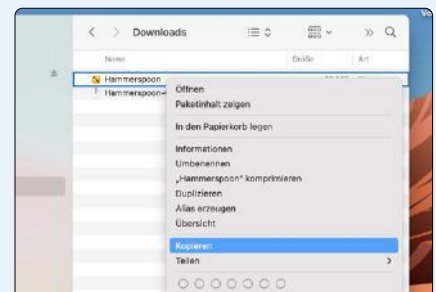 Downloads
Name Größe Art
Hammerspoon
Hammerspoon-
Öffnen
Paketinhalt zeigen
In den Papierkorb legen
Informationen
Umbenennen
„Hammerspoon“ komprimieren
Duplizieren
Alias erzeugen
Übersicht
Kopieren
Teilen